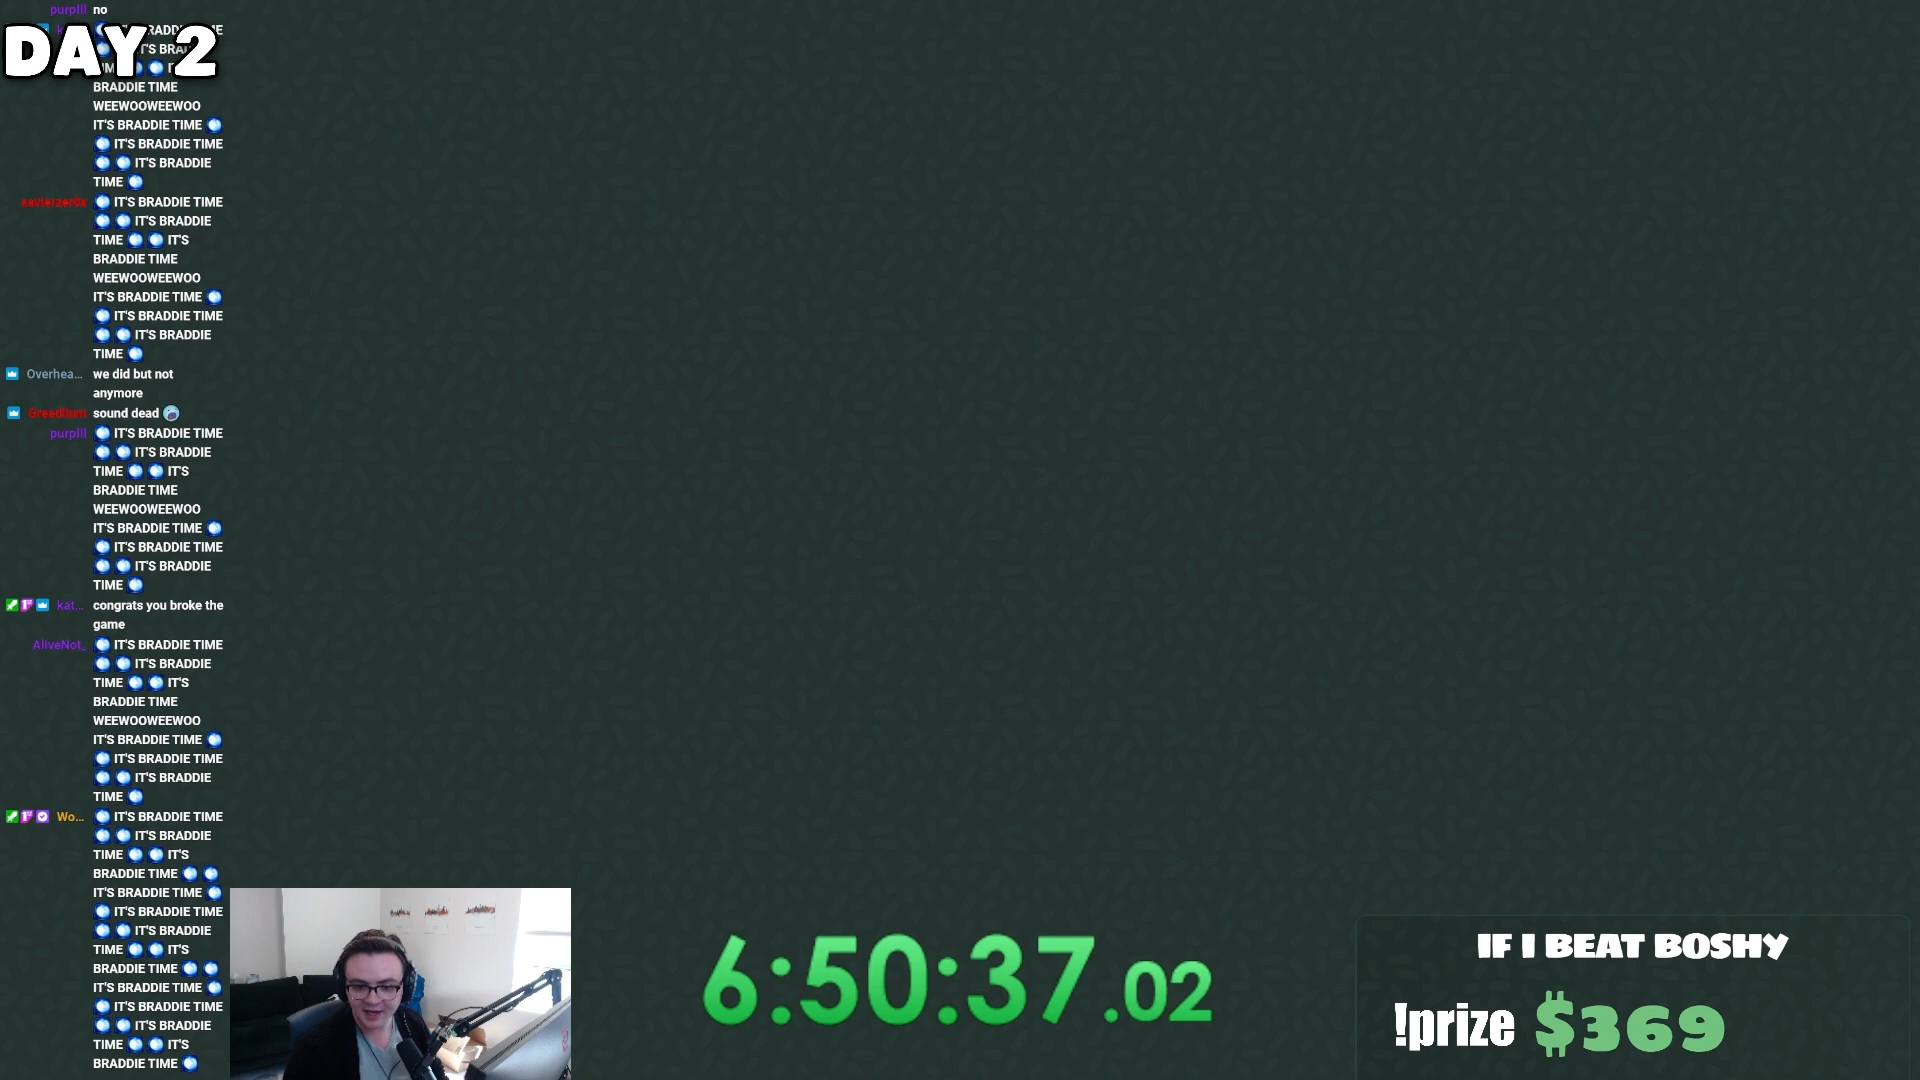 purplll no
DAY 2
BRADDIE TIME
WEEWOOWEEWOO
IT'S BRADDIE TIME
IT'S BRADDIE TIME
IT'S BRADDIE
TIME
xavierzer0x IT'S BRADDIE TIME
IT'S BRADDIE
TIME IT'S
BRADDIE TIME
WEEWOOWEEWOO
IT'S BRADDIE TIME
IT'S BRADDIE TIME
IT'S BRADDIE
TIME
Overhea... we did but not
anymore
Greedium sound dead
purplll IT'S BRADDIE TIME
IT'S BRADDIE
TIME IT'S
BRADDIE TIME
WEEWOOWEEWOO
IT'S BRADDIE TIME
IT'S BRADDIE TIME
IT'S BRADDIE
TIME
kat... congrats you broke the
game
AliveNot_ IT'S BRADDIE TIME
IT'S BRADDIE
TIME IT'S
BRADDIE TIME
WEEWOOWEEWOO
IT'S BRADDIE TIME
IT'S BRADDIE TIME
IT'S BRADDIE
TIME
Wo... IT'S BRADDIE TIME
IT'S BRADDIE
TIME IT'S
BRADDIE TIME
IT'S BRADDIE TIME
IT'S BRADDIE TIME
IT'S BRADDIE
TIME IT'S
BRADDIE TIME
IT'S BRADDIE TIME
IT'S BRADDIE TIME
IT'S BRADDIE
TIME IT'S
BRADDIE TIME
6:50:37.02
IF I BEAT BOSHY
!prize $369